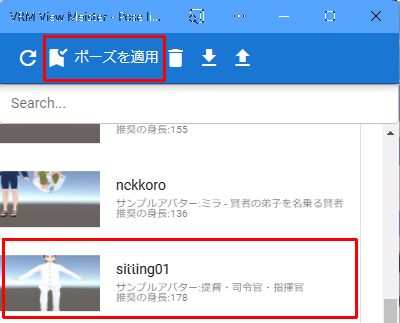 VRM View Meister - Pose l...
ポーズを適用
Search...
推奨の身長:155
nekkoro
サンプルアバター:ミラ - 賢者の弟子を名乗る賢者
推奨の身長:136
sitting01
サンプルアバター:提督・司令官・指揮官
推奨の身長:178